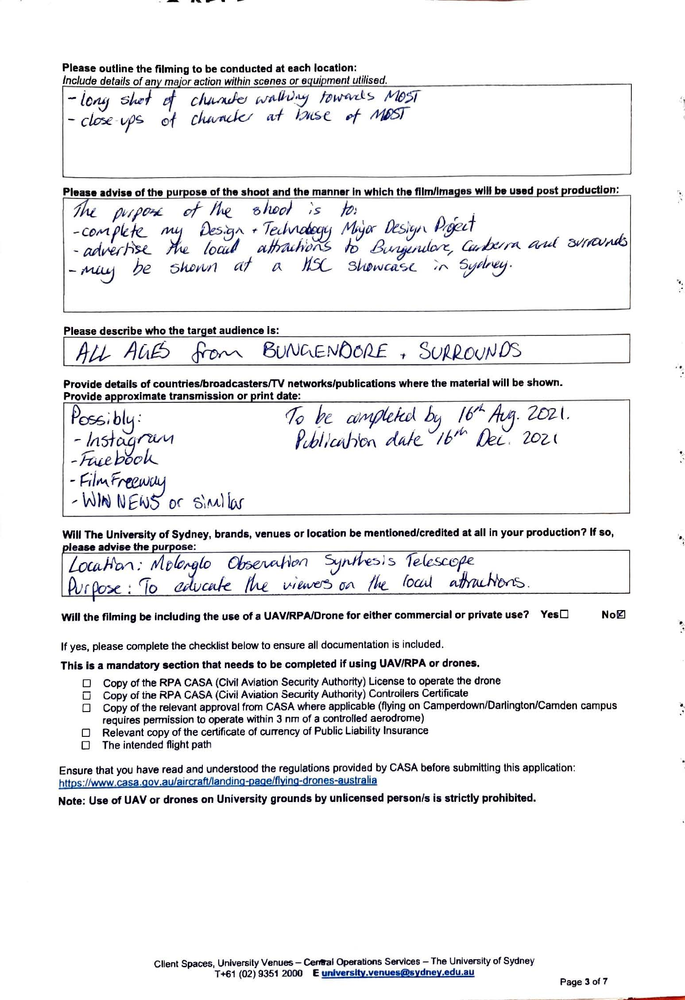 Please outline the filming to be conducted at each location:
Include details of any major action within scenes or equipment utilised.
- long shot of character walking towards MOST
- close-ups of character at base of MOST
Please advise of the purpose of the shoot and the manner in which the film/images will be used post production:
The purpose of the shoot is to:
- complete my Design + Technology Major Design Project
- advertise the local attractions to Bungendore, Canberra and surrounds
- may be shown at a HSC showcase in Sydney.
Please describe who the target audience is:
ALL AGES from BUNGENDORE + SURROUNDS
Provide details of countries/broadcasters/TV networks/publications where the material will be shown.
Provide approximate transmission or print date:
Possibly: To be completed by 16th Aug. 2021.
- Instagram Publication date 16th Dec. 2021
- Facebook
- FilmFreeway
- WIN NEWS or similar
Will The University of Sydney, brands, venues or location be mentioned/credited at all in your production? If so,
please advise the purpose:
Location: Molonglo Observation Synthesis Telescope
Purpose: To educate the viewers on the local attractions.
Will the filming be including the use of a UAV/RPA/Drone for either commercial or private use? Yes☐ No☑
If yes, please complete the checklist below to ensure all documentation is included.
This is a mandatory section that needs to be completed if using UAV/RPA or drones.
☐ Copy of the RPA CASA (Civil Aviation Security Authority) License to operate the drone
☐ Copy of the RPA CASA (Civil Aviation Security Authority) Controllers Certificate
☐ Copy of the relevant approval from CASA where applicable (flying on Camperdown/Darlington/Camden campus
requires permission to operate within 3 nm of a controlled aerodrome)
☐ Relevant copy of the certificate of currency of Public Liability Insurance
☐ The intended flight path
Ensure that you have read and understood the regulations provided by CASA before submitting this application:
https://www.casa.gov.au/aircraft/landing-page/flying-drones-australia
Note: Use of UAV or drones on University grounds by unlicensed person/s is strictly prohibited.
Client Spaces, University Venues – Central Operations Services – The University of Sydney
T+61 (02) 9351 2000 E university.venues@sydney.edu.au
Page 3 of 7